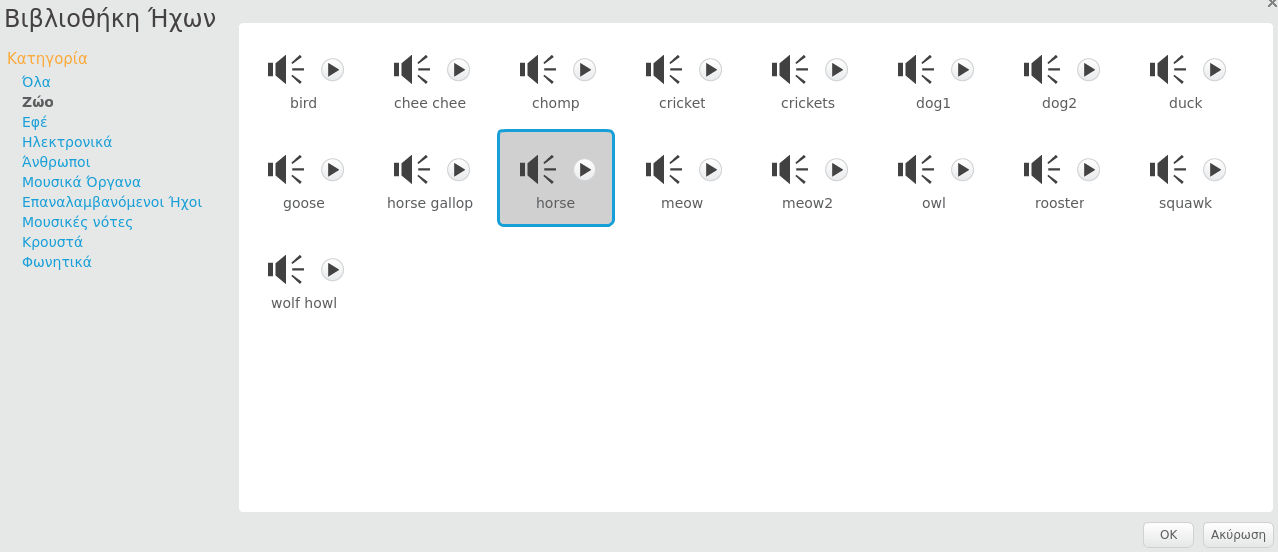 Βιβλιοθήκη Ήχων
Κατηγορία
Όλα
Ζώο
Εφέ
Ηλεκτρονικά
Άνθρωποι
Μουσικά Όργανα
Επαναλαμβανόμενοι Ήχοι
Μουσικές νότες
Κρουστά
Φωνητικά
bird chee chee chomp cricket crickets dog1 dog2 duck
goose horse gallop horse meow meow2 owl rooster squawk
wolf howl
OK Ακύρωση